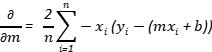 ∂/∂m = 2/n ∑_{i=1}^{n} −x_i (y_i − (mx_i + b))